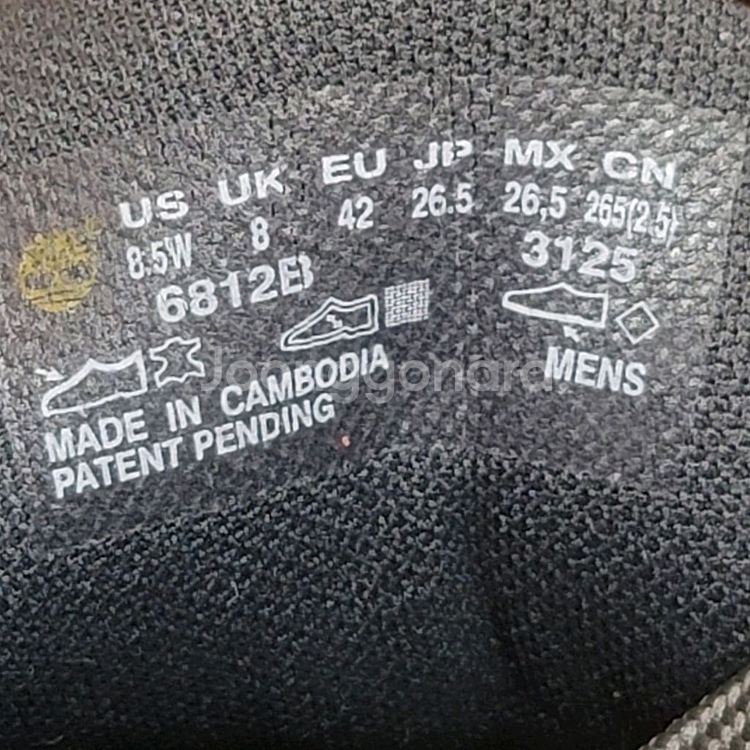 US UK EU JP MX CN
8.5W 8 42 26.5 26,5 265(2.5)
6812B 3125
MENS
MADE IN CAMBODIA
PATENT PENDING
Joonggonara